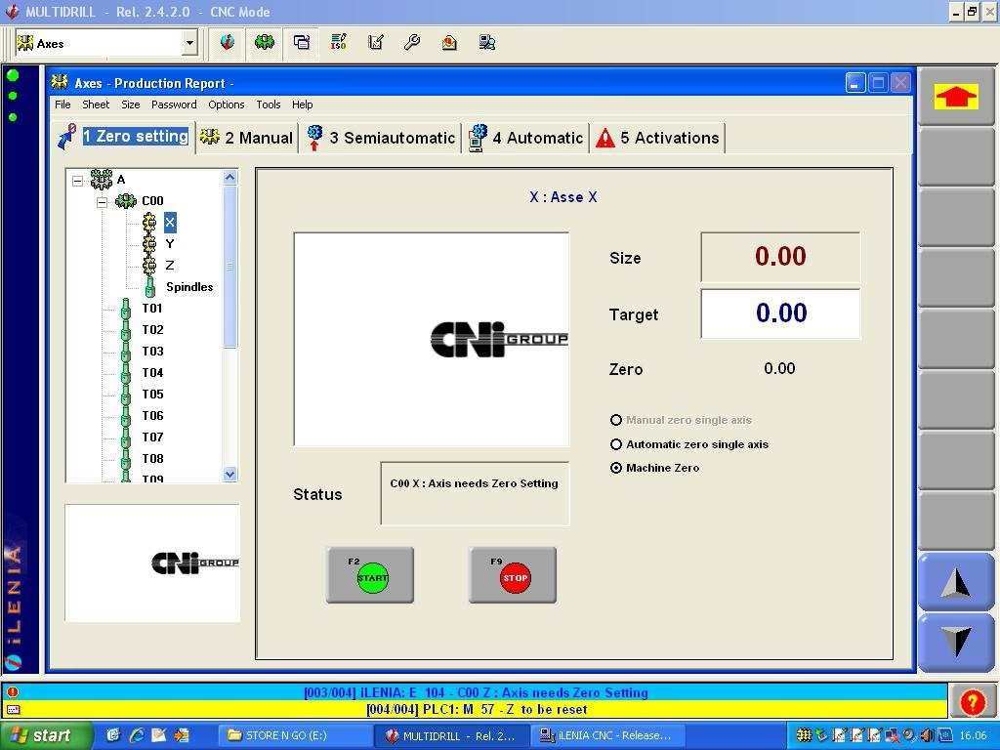 MULTIDRILL - Rel. 2.4.2.0 - CNC Mode
Axes
ISO
Axes - Production Report -
File Sheet Size Password Options Tools Help
1 Zero setting 2 Manual 3 Semiautomatic 4 Automatic 5 Activations
A
C00
X
Y
Z
Spindles
T01
T02
T03
T04
T05
T06
T07
T08
T09
X : Asse X
CNi GROUP
Size 0.00
Target 0.00
Zero 0.00
Manual zero single axis
Automatic zero single axis
Machine Zero
Status C00 X : Axis needs Zero Setting
F2 START
F9 STOP
CNi GROUP
iLENIA
[003/004] iLENIA: E 104 - C00 Z : Axis needs Zero Setting
[004/004] PLC1: M 57 - Z to be reset
start STORE N GO (E:) MULTIDRILL - Rel. 2... iLENIA CNC - Release... 16.06